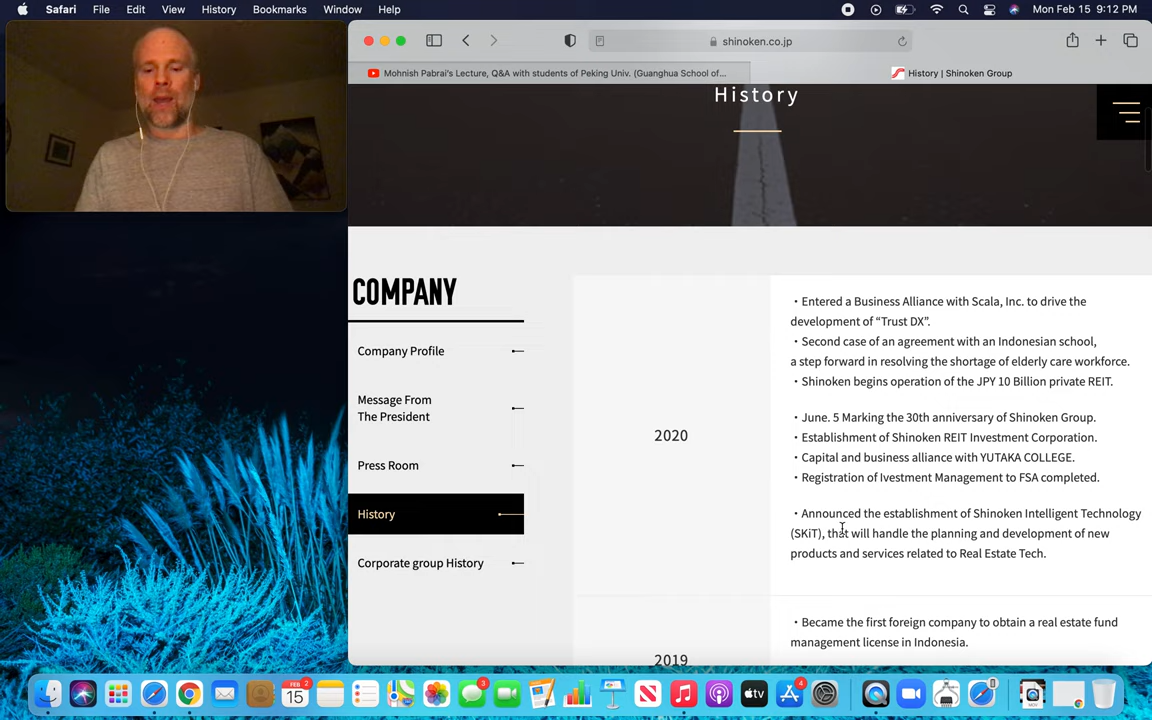 Safari File Edit View History Bookmarks Window Help
Mon Feb 15 9:12 PM
shinoken.co.jp
Mohnish Pabrai's Lecture, Q&A with students of Peking Univ. (Guanghua School of...
History | Shinoken Group
History
COMPANY
Company Profile
Message From
The President
Press Room
History
Corporate group History
2020
・Entered a Business Alliance with Scala, Inc. to drive the
development of “Trust DX”.
・Second case of an agreement with an Indonesian school,
a step forward in resolving the shortage of elderly care workforce.
・Shinoken begins operation of the JPY 10 Billion private REIT.
・June. 5 Marking the 30th anniversary of Shinoken Group.
・Establishment of Shinoken REIT Investment Corporation.
・Capital and business alliance with YUTAKA COLLEGE.
・Registration of Ivestment Management to FSA completed.
・Announced the establishment of Shinoken Intelligent Technology
(SKiT), that will handle the planning and development of new
products and services related to Real Estate Tech.
2019
・Became the first foreign company to obtain a real estate fund
management license in Indonesia.
FEB 2
15
3
tv
4